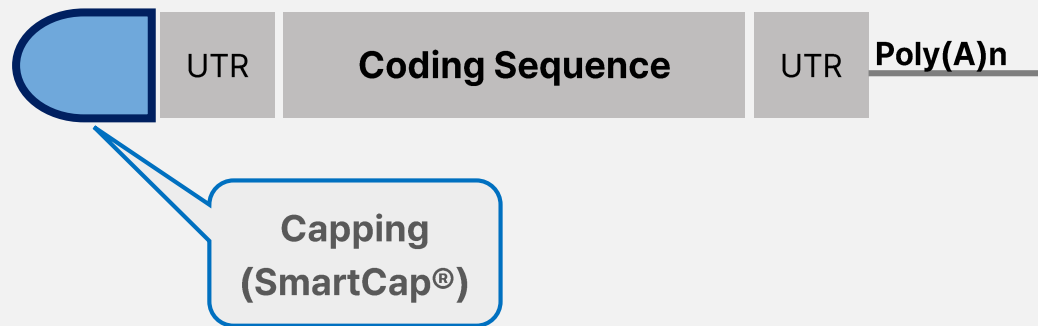 UTR
Coding Sequence
UTR
Poly(A)n
Capping
(SmartCap®)